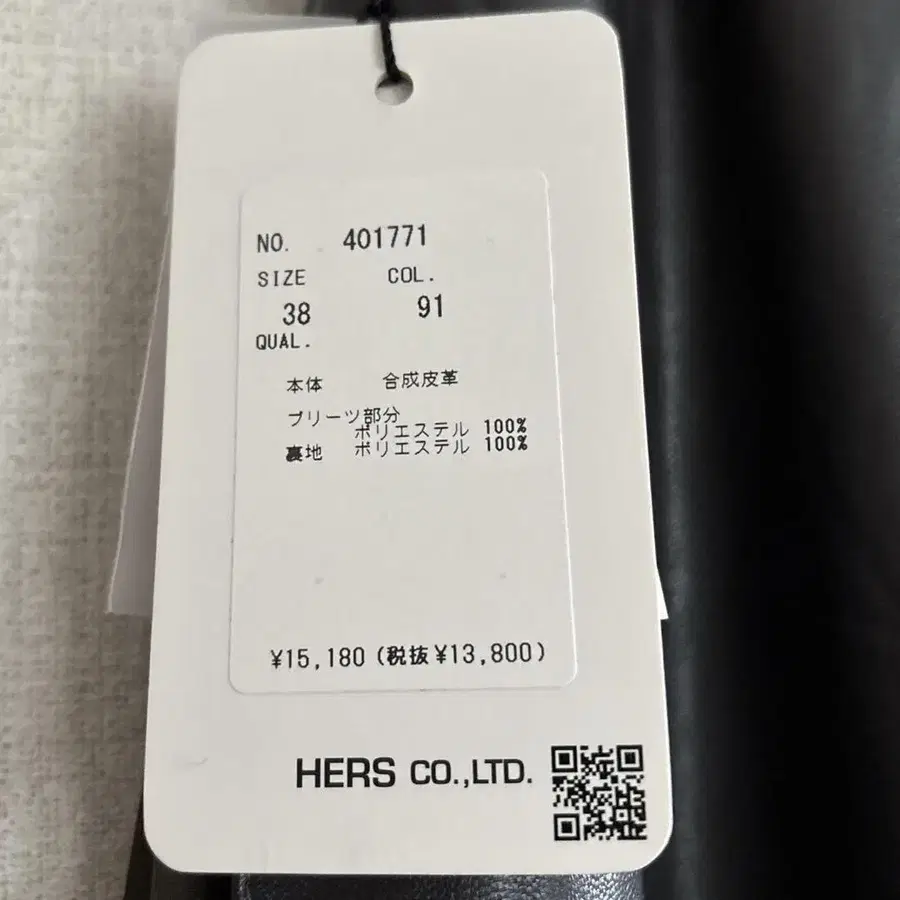 NO. 401771
SIZE COL.
38 91
QUAL.
本体 合成皮革
プリーツ部分
ポリエステル 100%
裏地 ポリエステル 100%
¥15,180(税抜¥13,800)
HERS CO.,LTD.